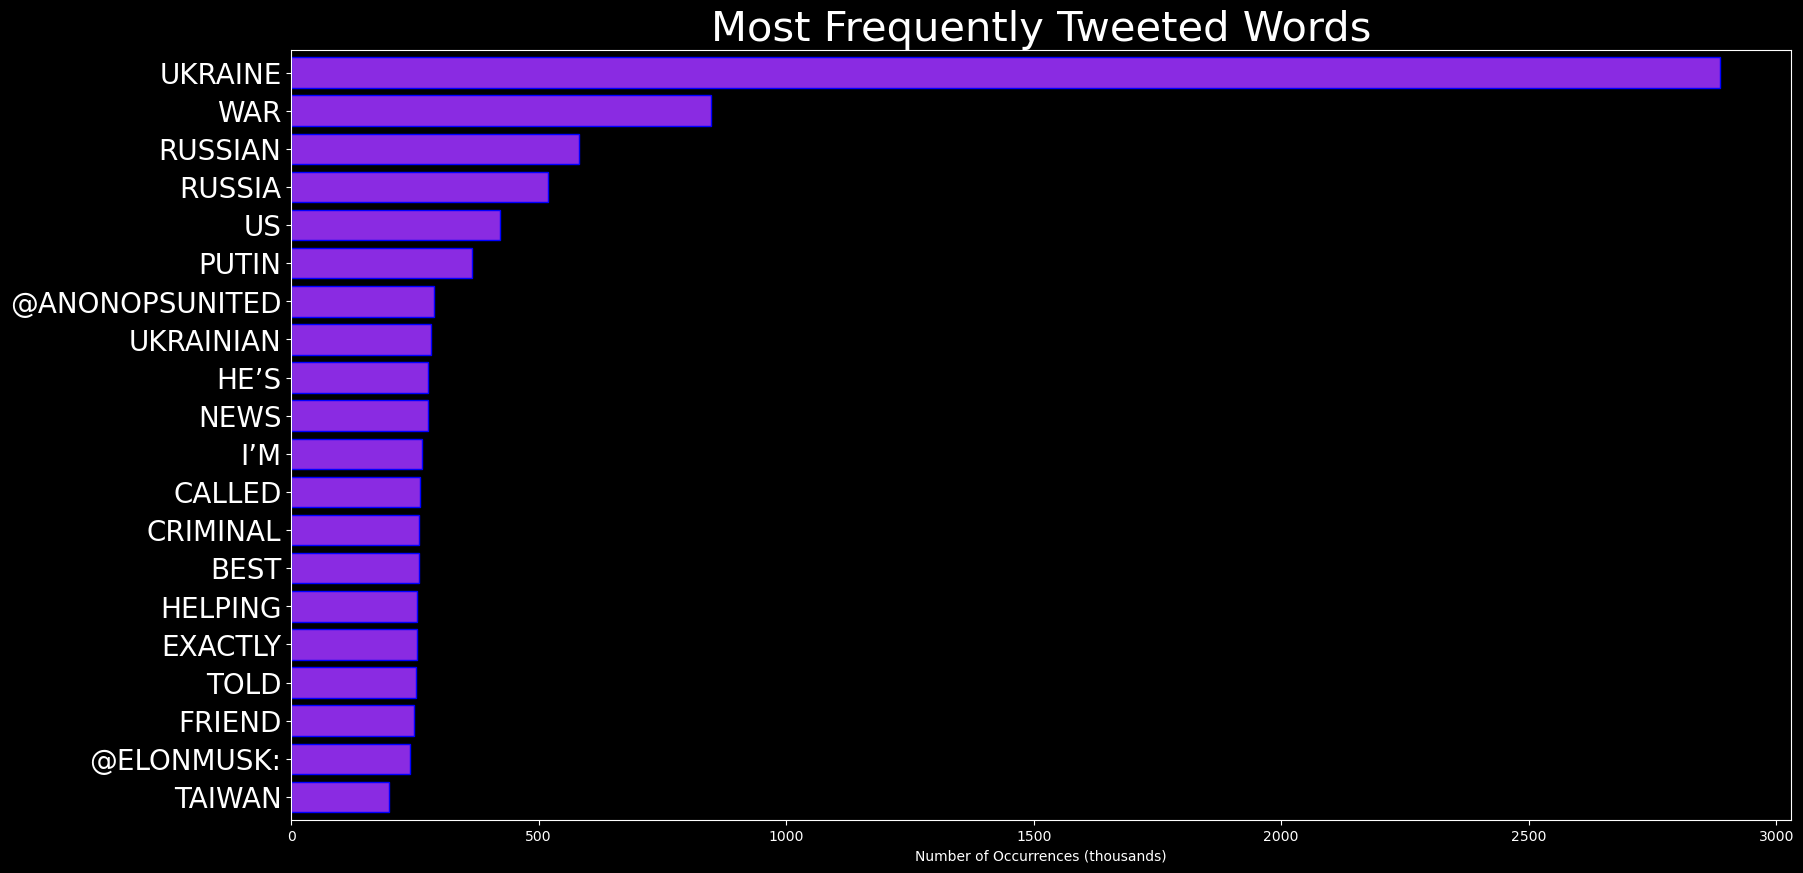 Most Frequently Tweeted Words
UKRAINE
WAR
RUSSIAN
RUSSIA
US
PUTIN
@ANONOPSUNITED
UKRAINIAN
HE’S
NEWS
I’M
CALLED
CRIMINAL
BEST
HELPING
EXACTLY
TOLD
FRIEND
@ELONMUSK:
TAIWAN
0 500 1000 1500 2000 2500 3000
Number of Occurrences (thousands)